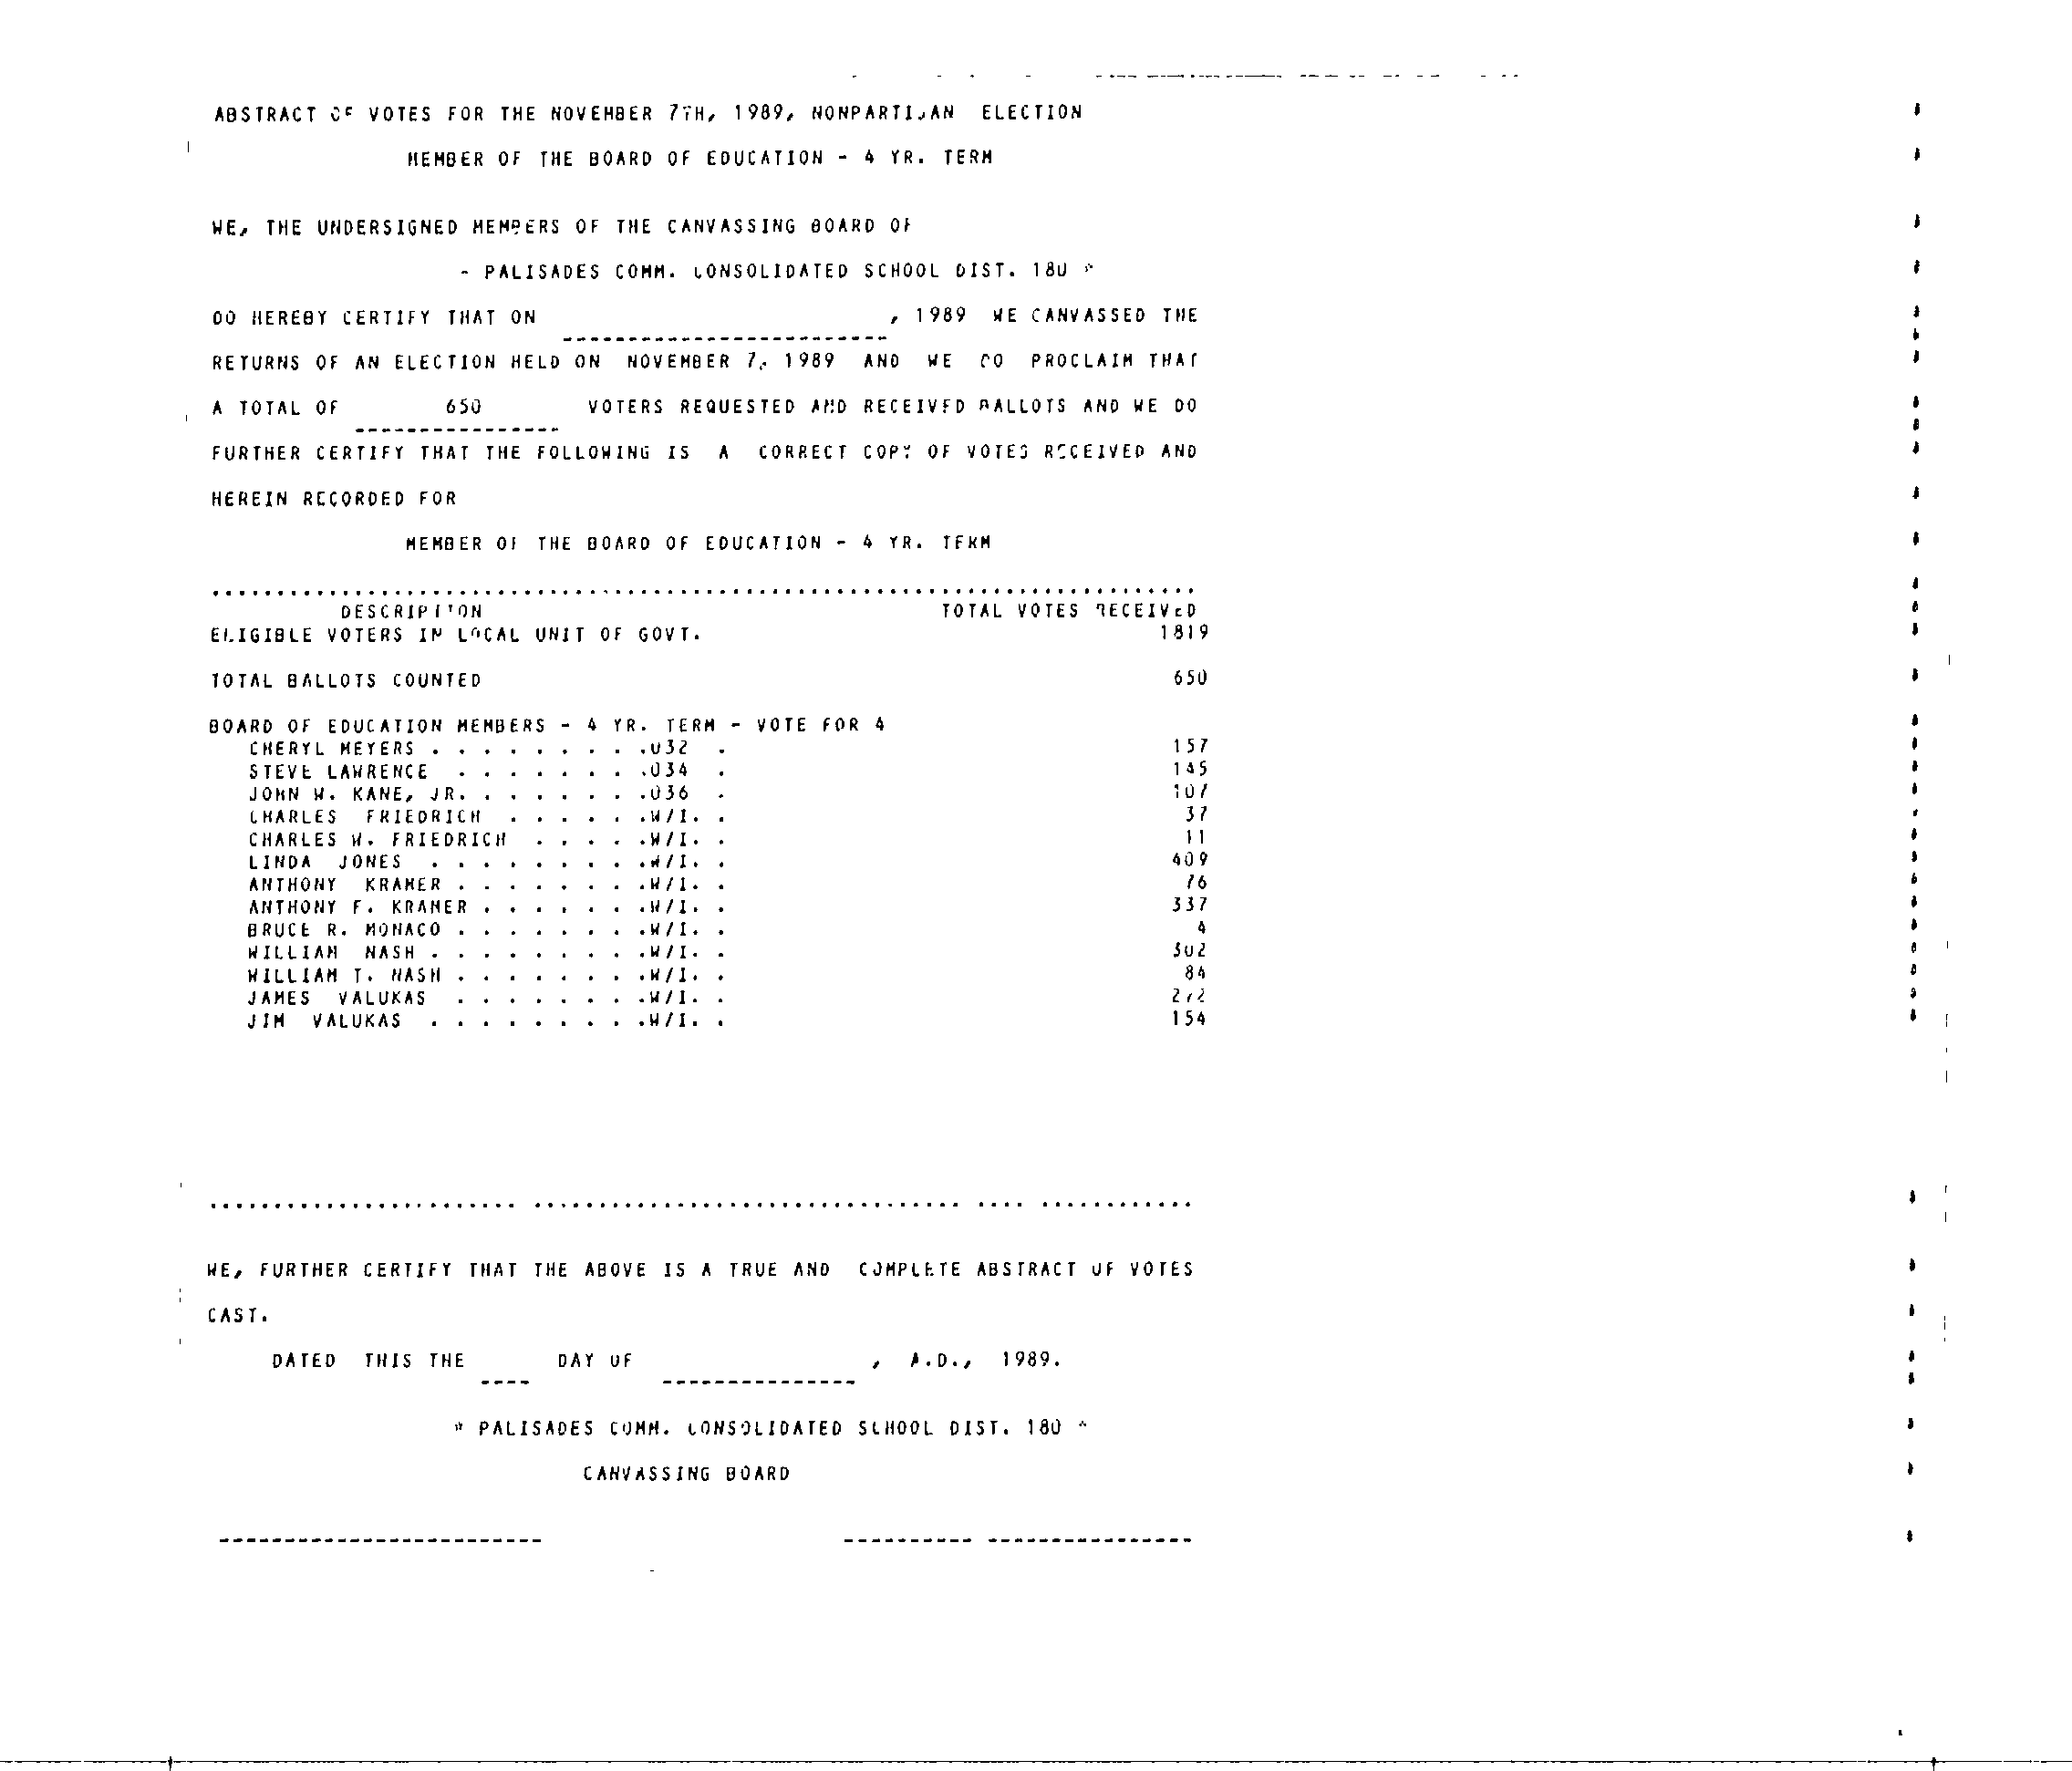 ABSTRACT OF VOTES FOR THE NOVEMBER 7TH, 1989, NONPARTISAN ELECTION
MEMBER OF THE BOARD OF EDUCATION - 4 YR. TERM
WE, THE UNDERSIGNED MEMBERS OF THE CANVASSING BOARD OF
- PALISADES COMM. CONSOLIDATED SCHOOL DIST. 180 *
DO HEREBY CERTIFY THAT ON , 1989 WE CANVASSED THE
RETURNS OF AN ELECTION HELD ON NOVEMBER 7, 1989 AND WE DO PROCLAIM THAT
A TOTAL OF 650 VOTERS REQUESTED AND RECEIVED BALLOTS AND WE DO
FURTHER CERTIFY THAT THE FOLLOWING IS A CORRECT COPY OF VOTES RECEIVED AND
HEREIN RECORDED FOR
MEMBER OF THE BOARD OF EDUCATION - 4 YR. TERM
DESCRIPTION TOTAL VOTES RECEIVED
ELIGIBLE VOTERS IN LOCAL UNIT OF GOVT. 1819
TOTAL BALLOTS COUNTED 650
BOARD OF EDUCATION MEMBERS - 4 YR. TERM - VOTE FOR 4
CHERYL MEYERS . . . . . . . . .032 . 157
STEVE LAWRENCE . . . . . . . .034 . 145
JOHN W. KANE, JR. . . . . . . .036 . 107
CHARLES FRIEDRICH . . . . . .W/I. . 37
CHARLES W. FRIEDRICH . . . . .W/I. . 11
LINDA JONES . . . . . . . . .W/I. . 409
ANTHONY KRAMER . . . . . . . .W/I. . 76
ANTHONY F. KRAMER . . . . . . .W/I. . 337
BRUCE R. MONACO . . . . . . . .W/I. . 4
WILLIAM NASH . . . . . . . . .W/I. . 302
WILLIAM T. NASH . . . . . . . .W/I. . 84
JAMES VALUKAS . . . . . . . .W/I. . 272
JIM VALUKAS . . . . . . . . .W/I. . 154
WE, FURTHER CERTIFY THAT THE ABOVE IS A TRUE AND COMPLETE ABSTRACT OF VOTES
CAST.
DATED THIS THE DAY OF , A.D., 1989.
* PALISADES COMM. CONSOLIDATED SCHOOL DIST. 180 *
CANVASSING BOARD